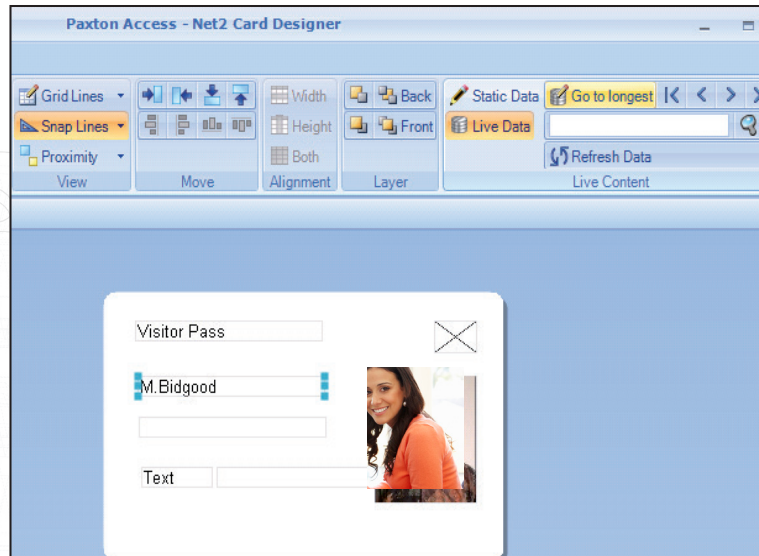 Paxton Access - Net2 Card Designer
Grid Lines
Snap Lines
Proximity
View
Move
Width
Height
Both
Alignment
Back
Front
Layer
Static Data
Live Data
Go to longest
Refresh Data
Live Content
Visitor Pass
M.Bidgood
Text